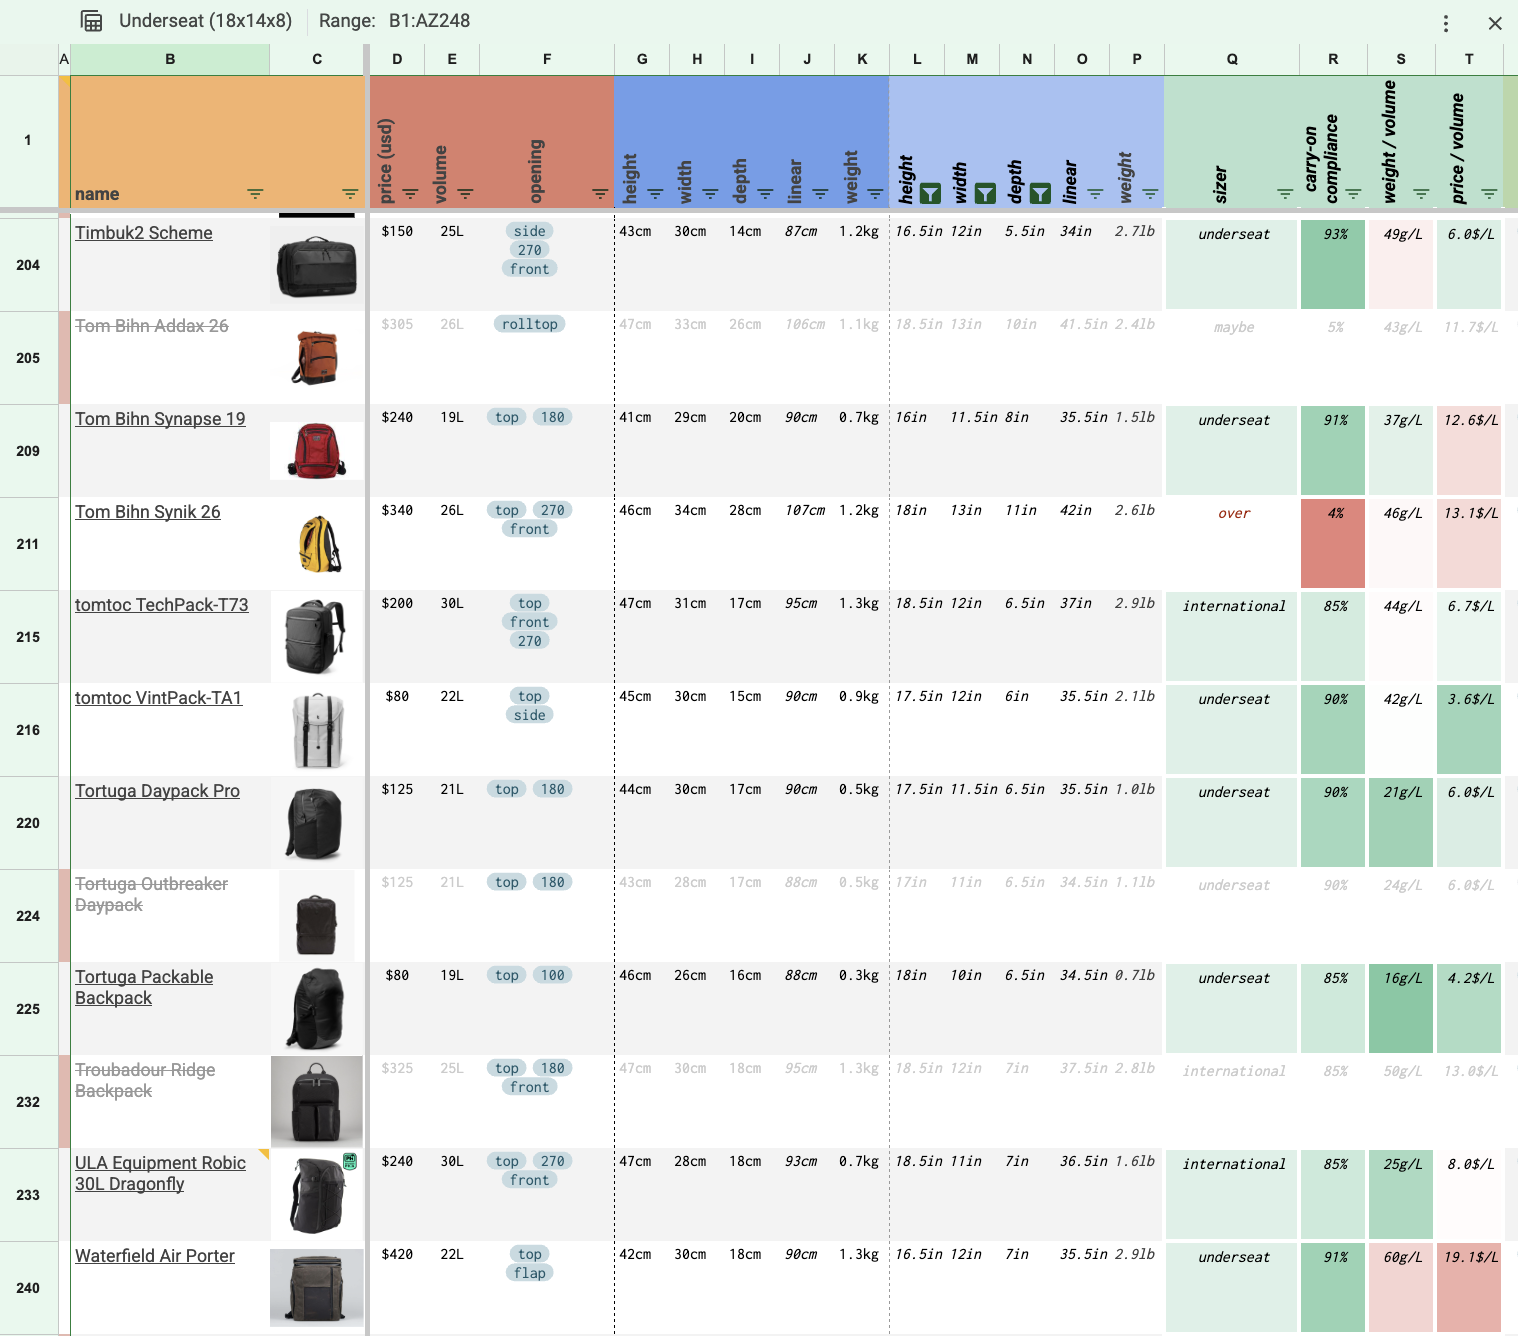 Underseat (18x14x8) Range: B1:AZ248
A B C D E F G H I J K L M N O P Q R S T
1 name price (usd) volume opening height width depth linear weight height width depth linear weight sizer carry-on compliance weight / volume price / volume
204 Timbuk2 Scheme $150 25L side 270 front 43cm 30cm 14cm 87cm 1.2kg 16.5in 12in 5.5in 34in 2.7lb underseat 93% 49g/L 6.0$/L
205 Tom Bihn Addax 26 $305 26L rolltop 47cm 33cm 26cm 106cm 1.1kg 18.5in 13in 10in 41.5in 2.4lb maybe 5% 43g/L 11.7$/L
209 Tom Bihn Synapse 19 $240 19L top 180 41cm 29cm 20cm 90cm 0.7kg 16in 11.5in 8in 35.5in 1.5lb underseat 91% 37g/L 12.6$/L
211 Tom Bihn Synik 26 $340 26L top 270 front 46cm 34cm 28cm 107cm 1.2kg 18in 13in 11in 42in 2.6lb over 4% 46g/L 13.1$/L
215 tomtoc TechPack-T73 $200 30L top front 270 47cm 31cm 17cm 95cm 1.3kg 18.5in 12in 6.5in 37in 2.9lb international 85% 44g/L 6.7$/L
216 tomtoc VintPack-TA1 $80 22L top side 45cm 30cm 15cm 90cm 0.9kg 17.5in 12in 6in 35.5in 2.1lb underseat 90% 42g/L 3.6$/L
220 Tortuga Daypack Pro $125 21L top 180 44cm 30cm 17cm 90cm 0.5kg 17.5in 11.5in 6.5in 35.5in 1.0lb underseat 90% 21g/L 6.0$/L
224 Tortuga Outbreaker Daypack $125 21L top 180 43cm 28cm 17cm 88cm 0.5kg 17in 11in 6.5in 34.5in 1.1lb underseat 90% 24g/L 6.0$/L
225 Tortuga Packable Backpack $80 19L top 100 46cm 26cm 16cm 88cm 0.3kg 18in 10in 6.5in 34.5in 0.7lb underseat 85% 16g/L 4.2$/L
232 Troubadour Ridge Backpack $325 25L top 180 front 47cm 30cm 18cm 95cm 1.3kg 18.5in 12in 7in 37.5in 2.8lb international 85% 50g/L 13.0$/L
233 ULA Equipment Robic 30L Dragonfly $240 30L top 270 front 47cm 28cm 18cm 93cm 0.7kg 18.5in 11in 7in 36.5in 1.6lb international 85% 25g/L 8.0$/L
240 Waterfield Air Porter $420 22L top flap 42cm 30cm 18cm 90cm 1.3kg 16.5in 12in 7in 35.5in 2.9lb underseat 91% 60g/L 19.1$/L